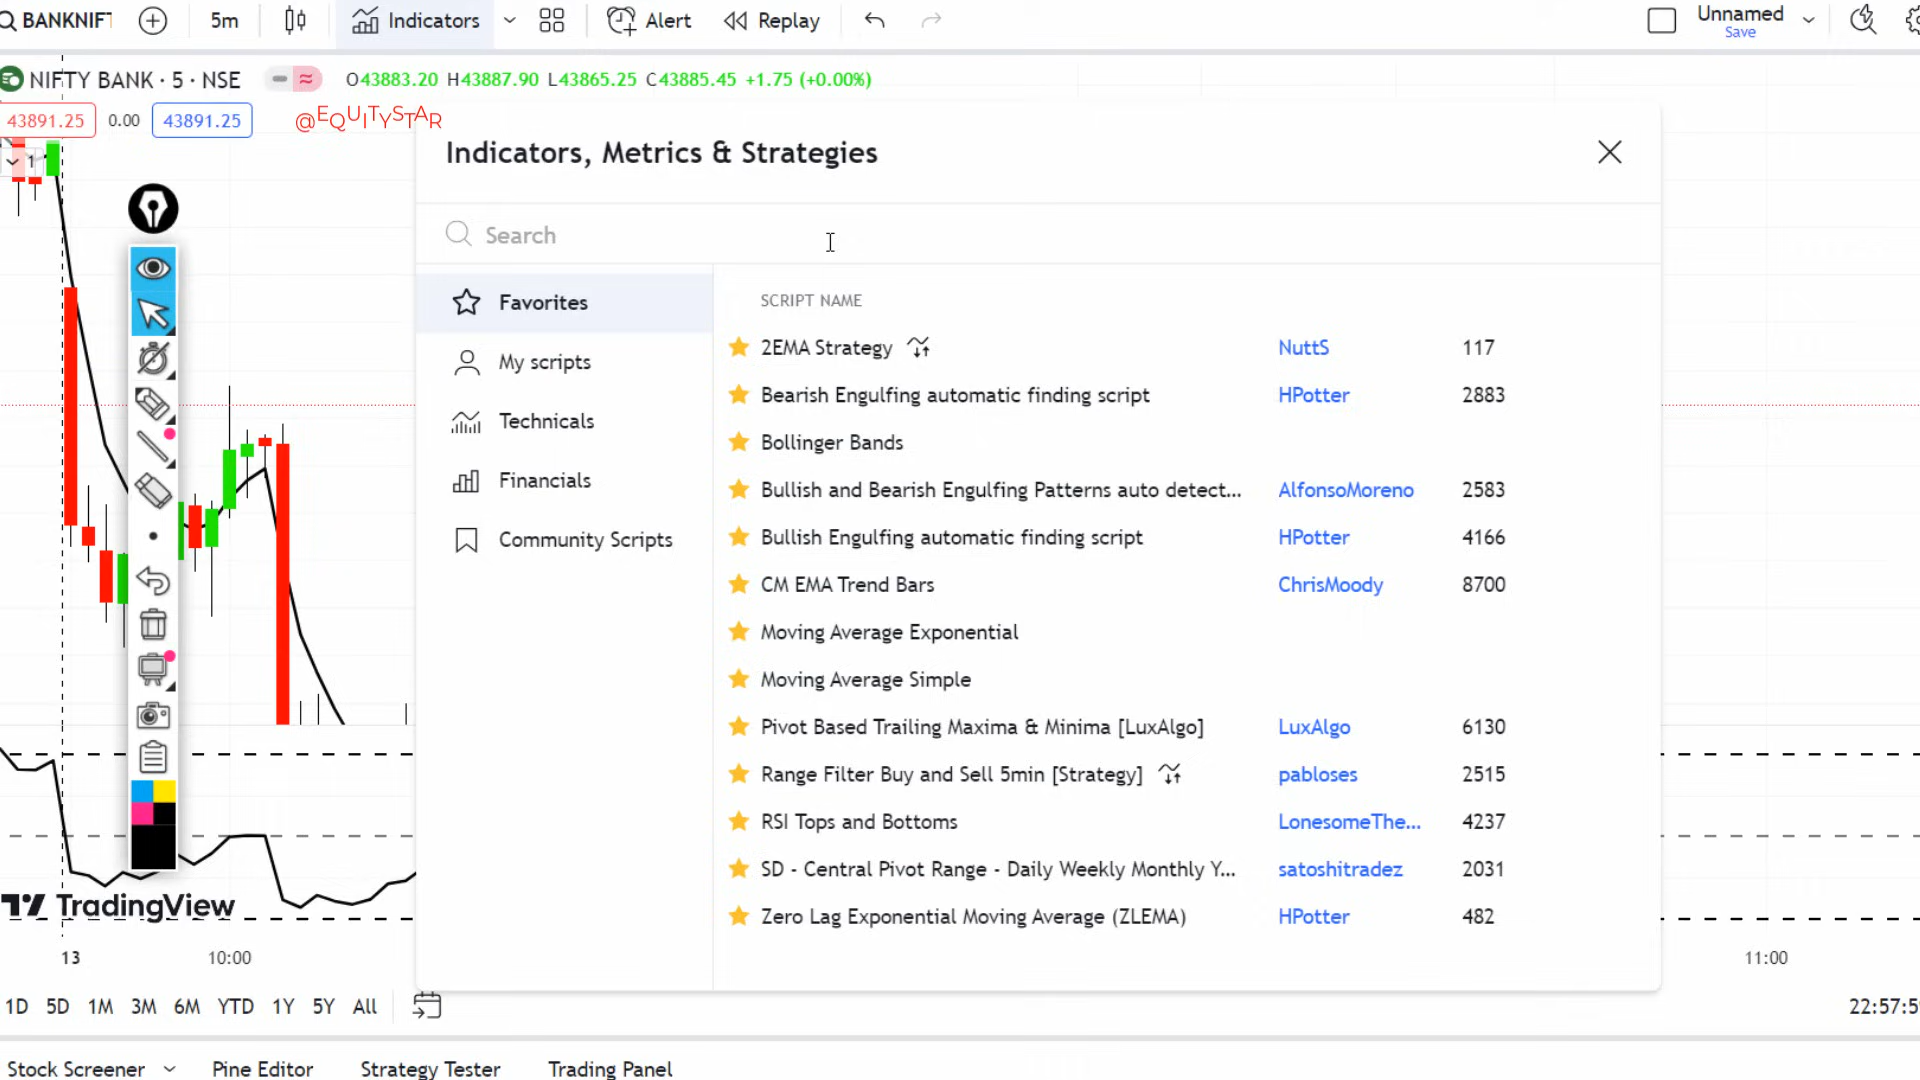 BANKNIFT
5m
Indicators
Alert
Replay
Unnamed
Save
NIFTY BANK · 5 · NSE
O43883.20 H43887.90 L43865.25 C43885.45 +1.75 (+0.00%)
43891.25 0.00 43891.25
@EQUITYSTAR
1
Indicators, Metrics & Strategies
Search
Favorites
My scripts
Technicals
Financials
Community Scripts
SCRIPT NAME
2EMA Strategy NuttS 117
Bearish Engulfing automatic finding script HPotter 2883
Bollinger Bands
Bullish and Bearish Engulfing Patterns auto detect... AlfonsoMoreno 2583
Bullish Engulfing automatic finding script HPotter 4166
CM EMA Trend Bars ChrisMoody 8700
Moving Average Exponential
Moving Average Simple
Pivot Based Trailing Maxima & Minima [LuxAlgo] LuxAlgo 6130
Range Filter Buy and Sell 5min [Strategy] pabloses 2515
RSI Tops and Bottoms LonesomeThe... 4237
SD - Central Pivot Range - Daily Weekly Monthly Y... satoshitradez 2031
Zero Lag Exponential Moving Average (ZLEMA) HPotter 482
TradingView
13 10:00 11:00
1D 5D 1M 3M 6M YTD 1Y 5Y All
22:57:5
Stock Screener Pine Editor Strategy Tester Trading Panel